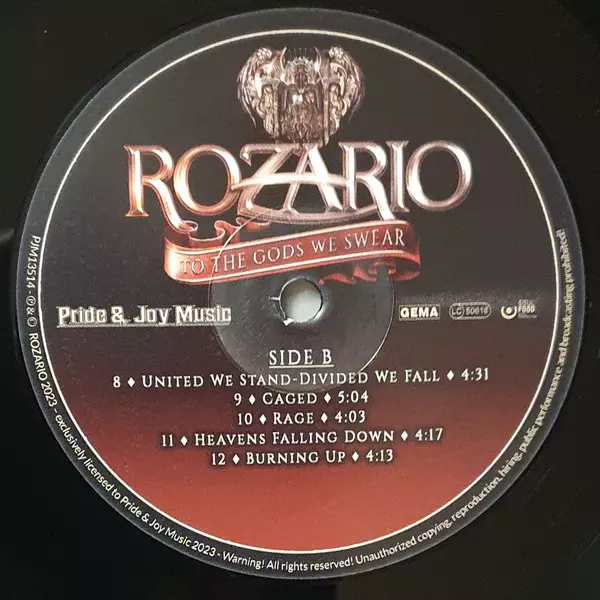 ROZARIO
TO THE GODS WE SWEAR
Pride & Joy Music
GEMA
SIDE B
8 ♦ UNITED WE STAND-DIVIDED WE FALL ♦ 4:31
9 ♦ CAGED ♦ 5:04
10 ♦ RAGE ♦ 4:03
11 ♦ HEAVENS FALLING DOWN ♦ 4:17
12 ♦ BURNING UP ♦ 4:13
PJM13514 - ℗ & © ROZARIO 2023 - exclusively licensed to Pride & Joy Music 2023 - Warning! All rights reserved! Unauthorized copying, reproduction, hiring, public performance and broadcasting prohibited!